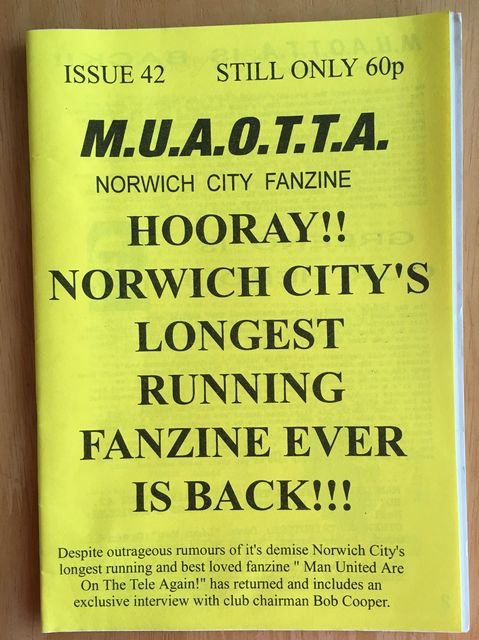 ISSUE 42 STILL ONLY 60p
M.U.A.O.T.T.A.
NORWICH CITY FANZINE
HOORAY!!
NORWICH CITY'S
LONGEST
RUNNING
FANZINE EVER
IS BACK!!!
Despite outrageous rumours of it's demise Norwich City's
longest running and best loved fanzine " Man United Are
On The Tele Again!" has returned and includes an
exclusive interview with club chairman Bob Cooper.